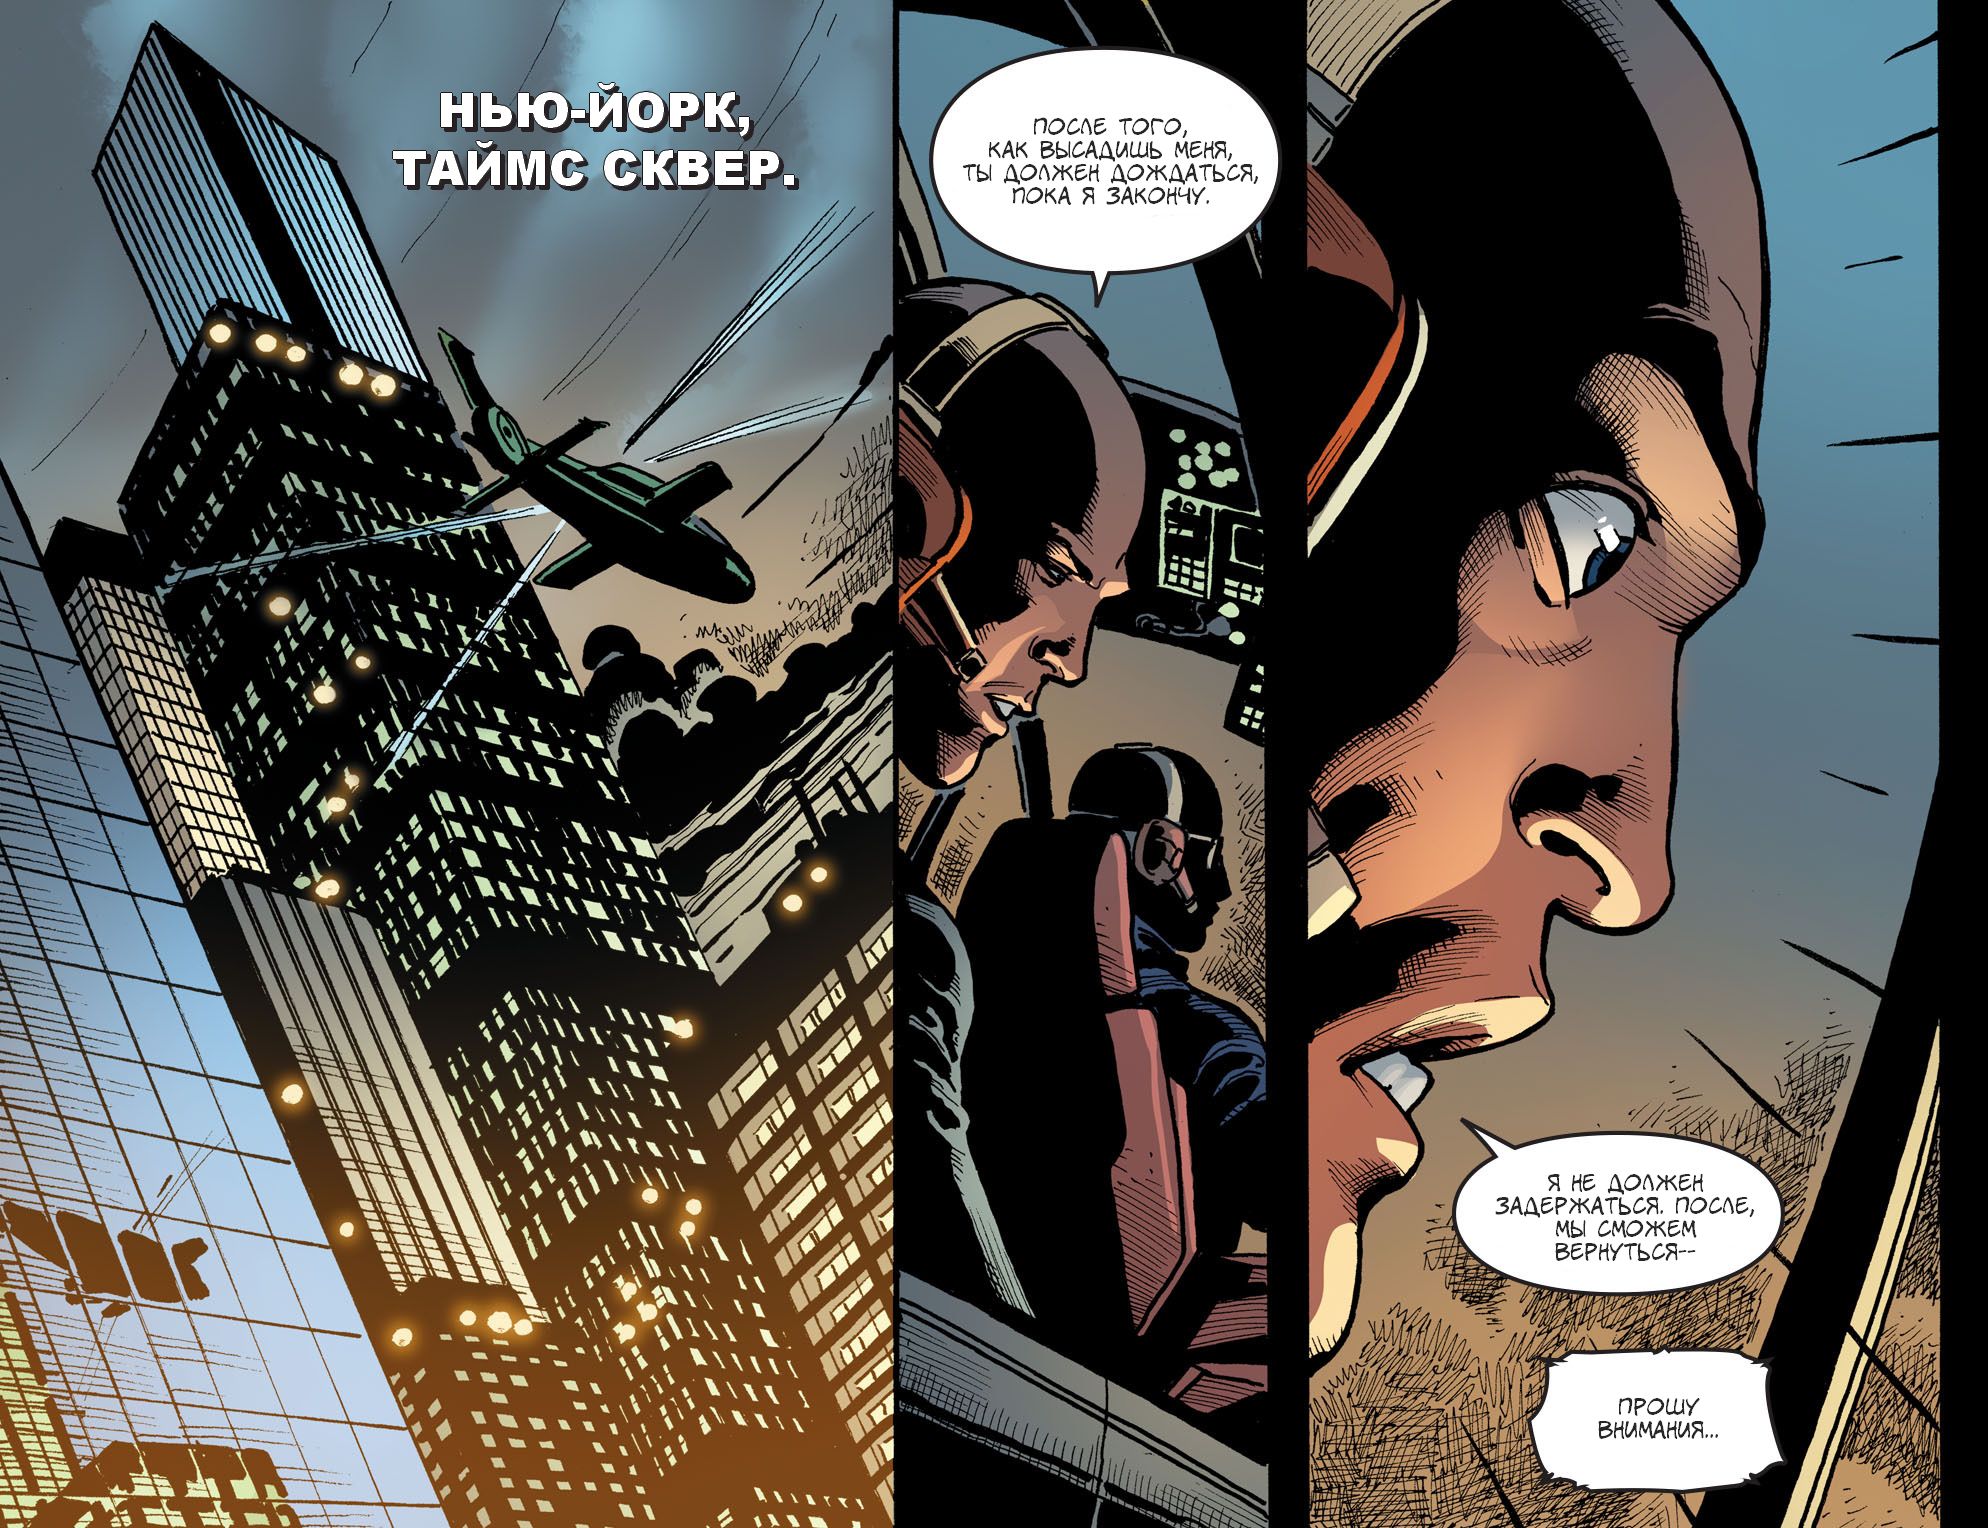 НЬЮ-ЙОРК,
ТАЙМС СКВЕР.
ПОСЛЕ ТОГО,
КАК ВЫСАДИШЬ МЕНЯ,
ТЫ ДОЛЖЕН ДОЖДАТЬСЯ,
ПОКА Я ЗАКОНЧУ.
Я НЕ ДОЛЖЕН
ЗАДЕРЖАТЬСЯ. ПОСЛЕ,
МЫ СМОЖЕМ
ВЕРНУТЬСЯ--
ПРОШУ
ВНИМАНИЯ...